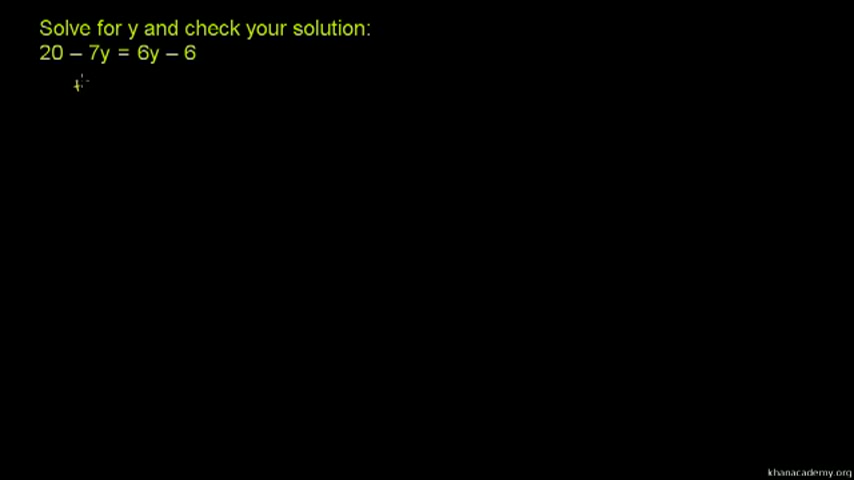 Solve for y and check your solution:
20 – 7y = 6y – 6
+
khanacademy.org